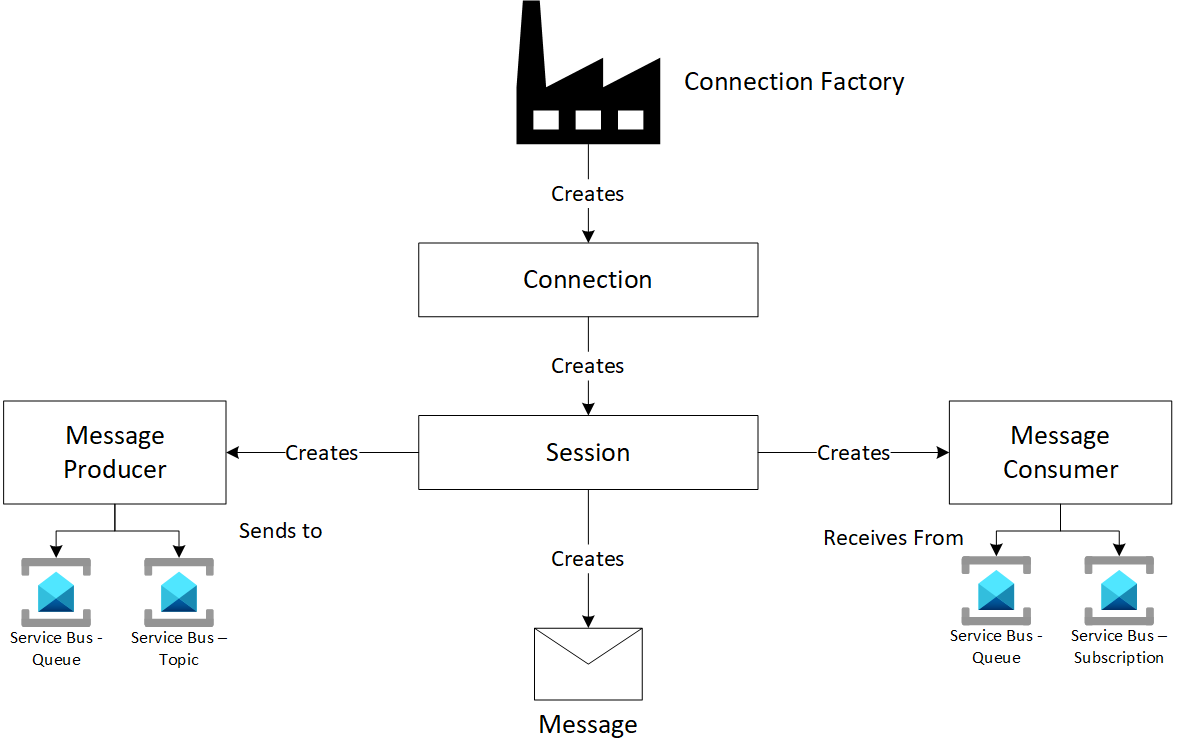 Connection Factory
Creates
Connection
Creates
Message
Producer
Creates
Session
Creates
Message
Consumer
Sends to
Receives From
Creates
Service Bus -
Queue
Service Bus –
Topic
Service Bus -
Queue
Service Bus –
Subscription
Message